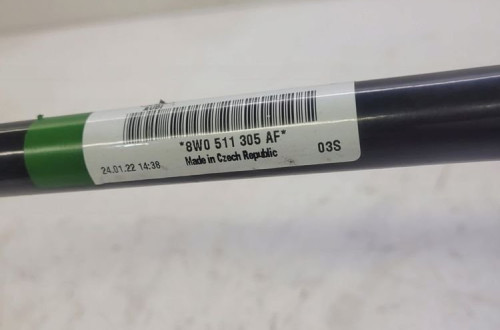 *8W0 511 305 AF*
Made in Czech Republic
03S
24.01.22 14:38